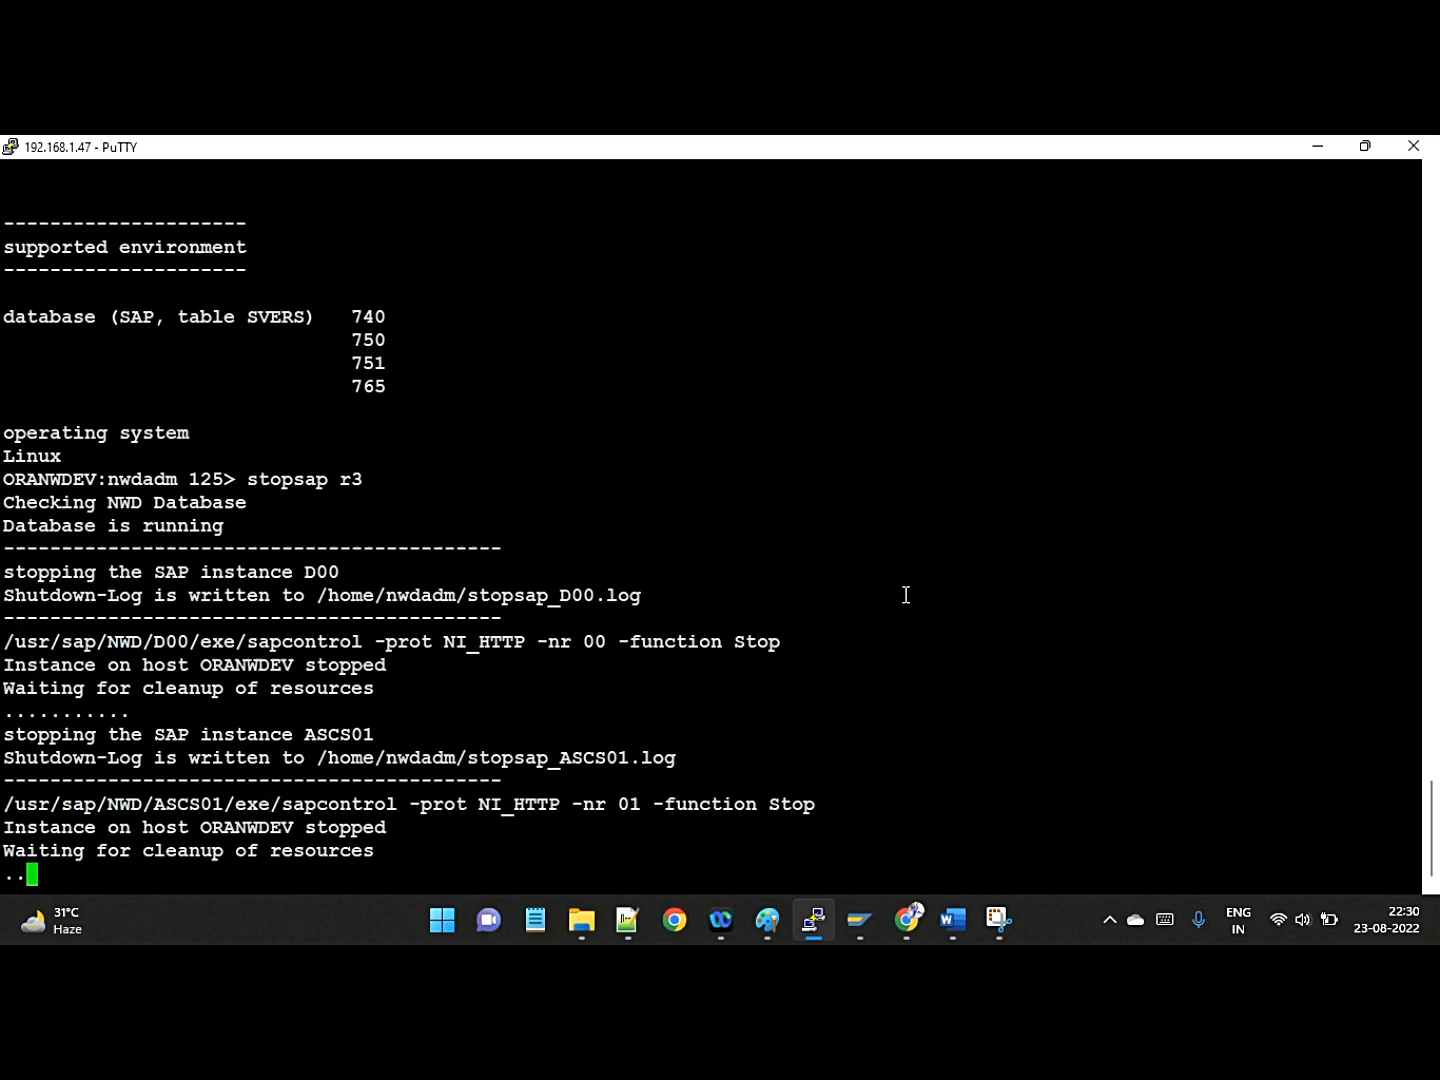 192.168.1.47 - PuTTY
---------------------
supported environment
---------------------
database (SAP, table SVERS)   740
750
751
765
operating system
Linux
ORANWDEV:nwdadm 125> stopsap r3
Checking NWD Database
Database is running
-------------------------------------------
stopping the SAP instance D00
Shutdown-Log is written to /home/nwdadm/stopsap_D00.log
-------------------------------------------
/usr/sap/NWD/D00/exe/sapcontrol -prot NI_HTTP -nr 00 -function Stop
Instance on host ORANWDEV stopped
Waiting for cleanup of resources
...........
stopping the SAP instance ASCS01
Shutdown-Log is written to /home/nwdadm/stopsap_ASCS01.log
-------------------------------------------
/usr/sap/NWD/ASCS01/exe/sapcontrol -prot NI_HTTP -nr 01 -function Stop
Instance on host ORANWDEV stopped
Waiting for cleanup of resources
..
31°C
Haze
ENG
IN
22:30
23-08-2022